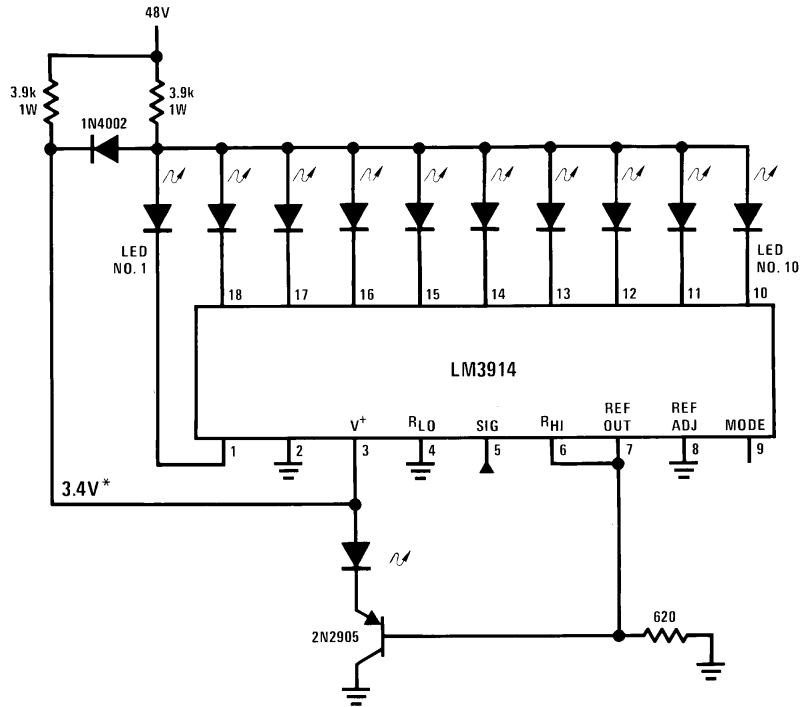 48V
3.9k
1W
3.9k
1W
1N4002
LED
NO. 1
LED
NO. 10
18
17
16
15
14
13
12
11
10
LM3914
V+
RLO
SIG
RHI
REF
OUT
REF
ADJ
MODE
1
2
3
4
5
6
7
8
9
3.4V*
2N2905
620